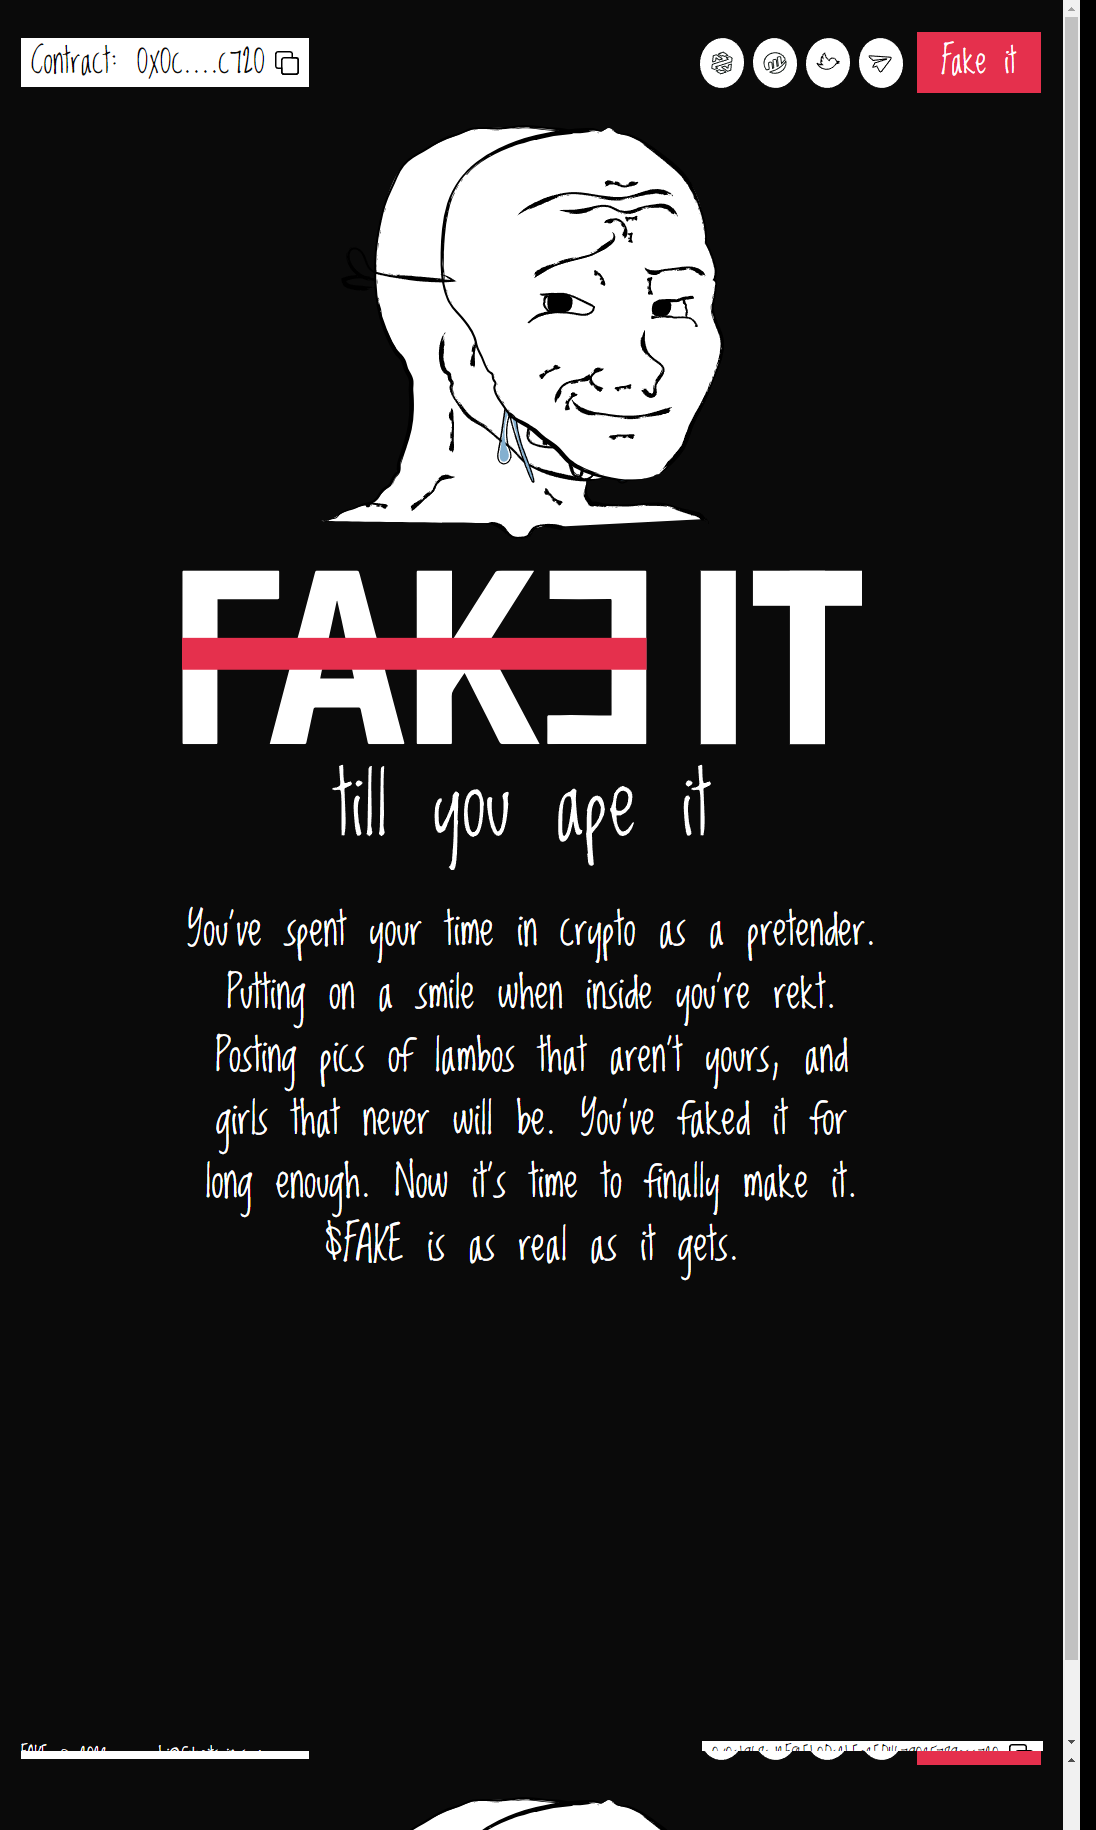 Contract: 0x0c....c720
Fake it
FAKE IT
till you ape it
You've spent your time in crypto as a pretender.
Putting on a smile when inside you're rekt.
Posting pics of lambos that aren't yours, and
girls that never will be. You've faked it for
long enough. Now it's time to finally make it.
$FAKE is as real as it gets.